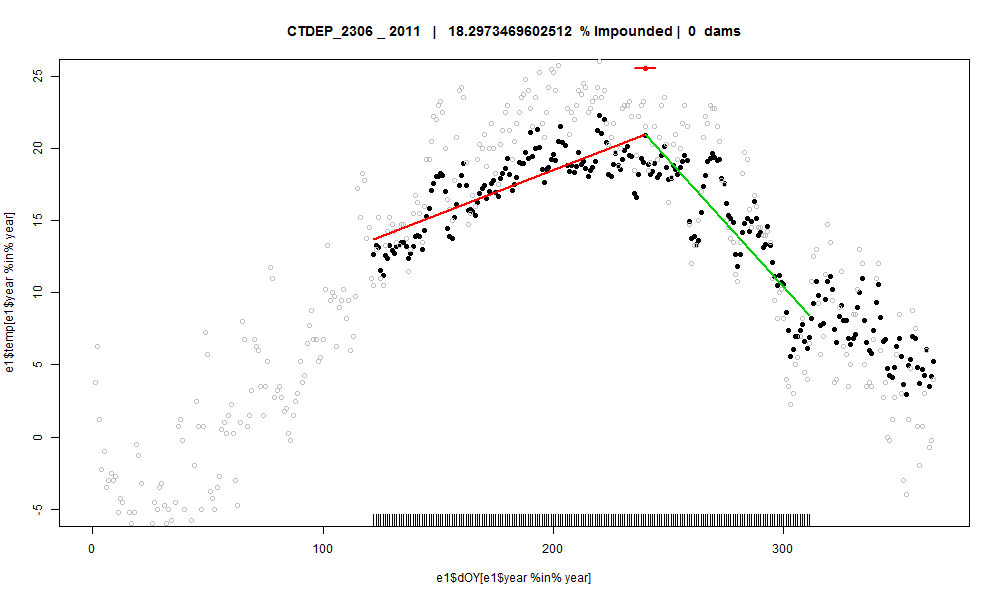 CTDEP_2306 _ 2011 | 18.2973469602512 % Impounded | 0 dams
e1$temp[e1$year %in% year]
25
20
15
10
5
0
-5
0 100 200 300
e1$dOY[e1$year %in% year]